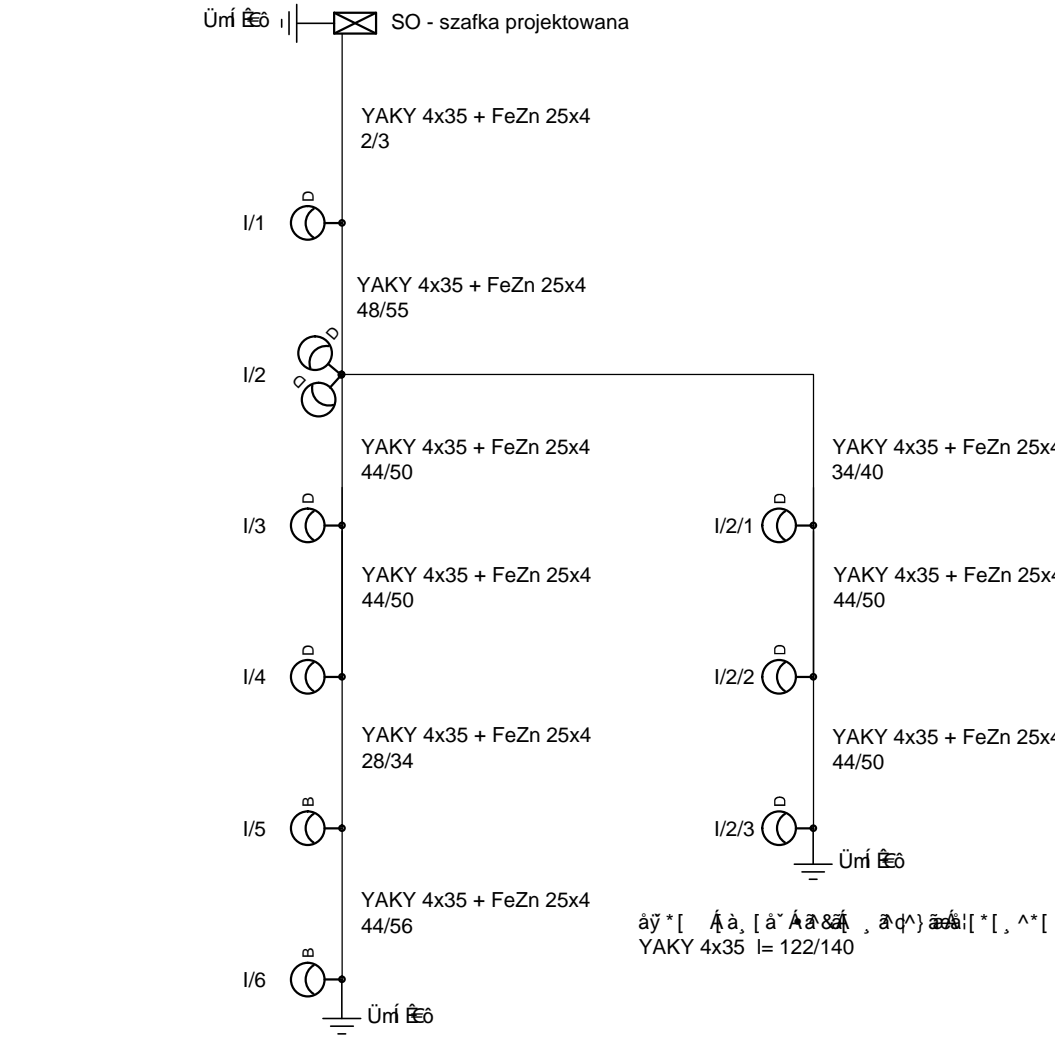 SO - szafka projektowana
YAKY 4x35 + FeZn 25x4
2/3
D
I/1
YAKY 4x35 + FeZn 25x4
48/55
D
I/2
D
YAKY 4x35 + FeZn 25x4
44/50
YAKY 4x35 + FeZn 25x4
34/40
D
I/3
D
I/2/1
YAKY 4x35 + FeZn 25x4
44/50
YAKY 4x35 + FeZn 25x4
44/50
D
I/4
D
I/2/2
YAKY 4x35 + FeZn 25x4
28/34
YAKY 4x35 + FeZn 25x4
44/50
B
I/5
D
I/2/3
YAKY 4x35 + FeZn 25x4
44/56
YAKY 4x35 l= 122/140
B
I/6